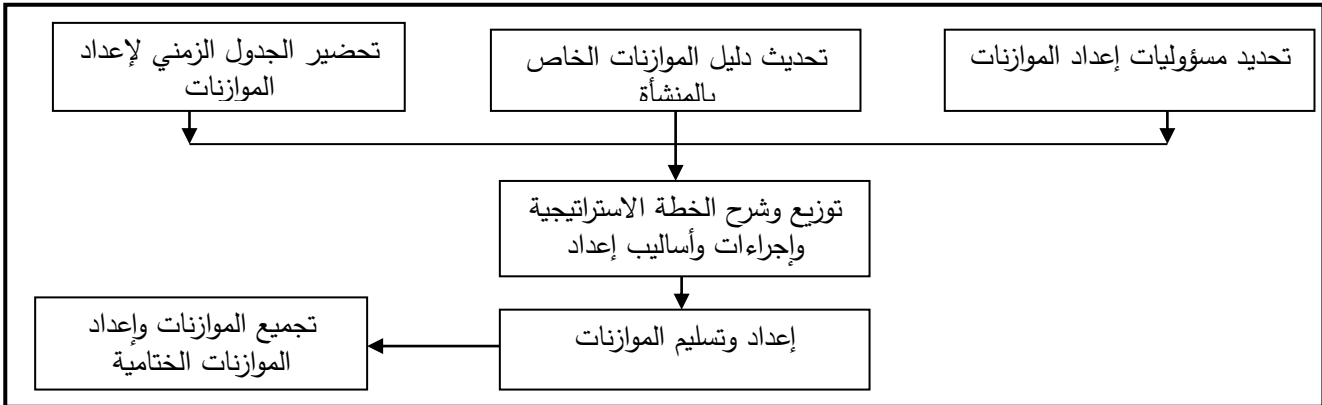 تحديد مسؤوليات إعداد الموازنات
تحديث دليل الموازنات الخاص
بالمنشأة
تحضير الجدول الزمني لإعداد
الموازنات
توزيع وشرح الخطة الاستراتيجية
وإجراءات وأساليب إعداد
إعداد وتسليم الموازنات
تجميع الموازنات وإعداد
الموازنات الختامية